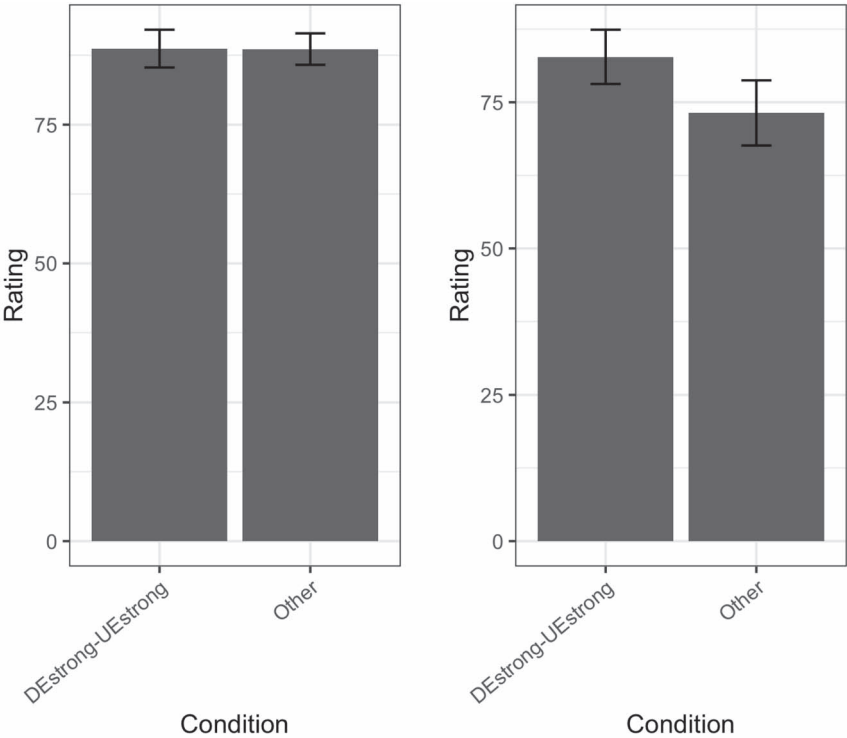 Rating
75
50
25
0
DEstrong-UEstrong
Other
Condition
Rating
75
50
25
0
DEstrong-UEstrong
Other
Condition